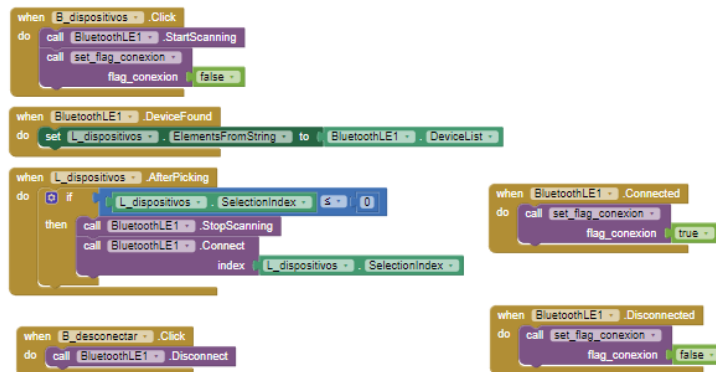 when B_dispositivos .Click
do call BluetoothLE1 .StartScanning
call set_flag_conexion
flag_conexion false
when BluetoothLE1 .DeviceFound
do set L_dispositivos . ElementsFromString to BluetoothLE1 . DeviceList
when L_dispositivos .AfterPicking
do if L_dispositivos . SelectionIndex ≤ 0
then call BluetoothLE1 .StopScanning
call BluetoothLE1 .Connect
index L_dispositivos . SelectionIndex
when B_desconectar .Click
do call BluetoothLE1 .Disconnect
when BluetoothLE1 .Connected
do call set_flag_conexion
flag_conexion true
when BluetoothLE1 .Disconnected
do call set_flag_conexion
flag_conexion false